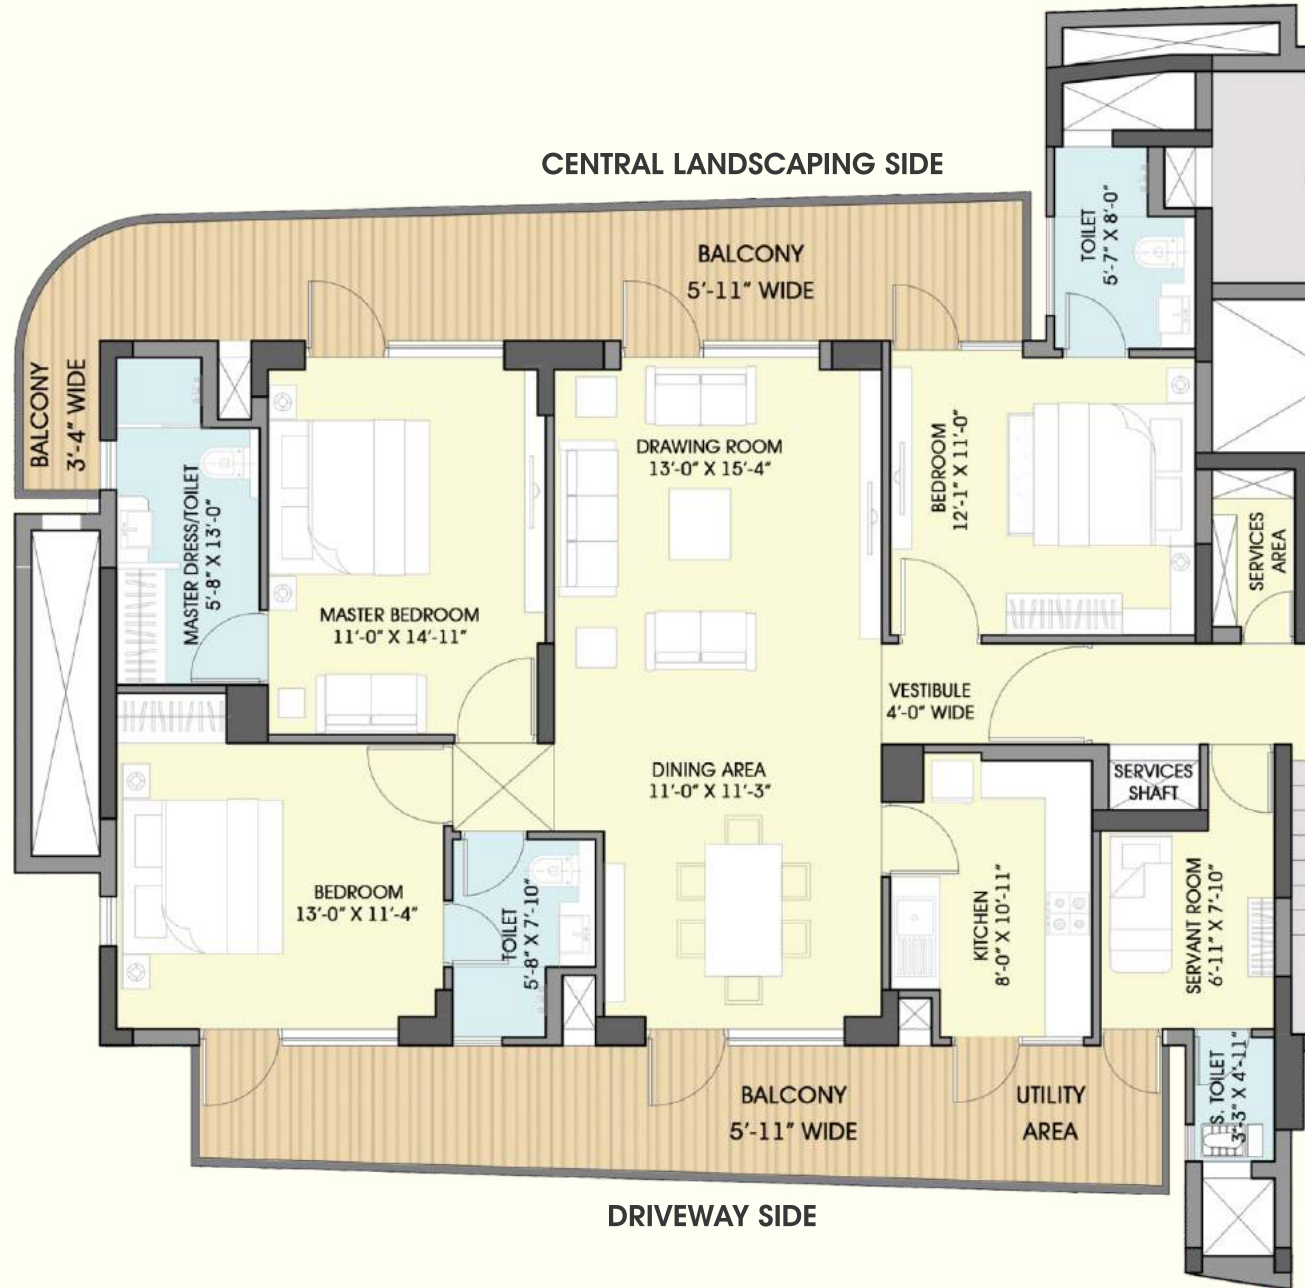 CENTRAL LANDSCAPING SIDE
TOILET
5'-7" X 8'-0"
BALCONY
5'-11" WIDE
BALCONY
3'-4" WIDE
MASTER DRESS/TOILET
5'-8" X 13'-0"
MASTER BEDROOM
11'-0" X 14'-11"
DRAWING ROOM
13'-0" X 15'-4"
BEDROOM
12'-1" X 11'-0"
SERVICES
AREA
VESTIBULE
4'-0" WIDE
DINING AREA
11'-0" X 11'-3"
SERVICES
SHAFT
BEDROOM
13'-0" X 11'-4"
TOILET
5'-8" X 7'-10"
KITCHEN
8'-0" X 10'-11"
SERVANT ROOM
6'-11" X 7'-10"
BALCONY
5'-11" WIDE
UTILITY
AREA
S. TOILET
3'-3" X 4'-11"
DRIVEWAY SIDE